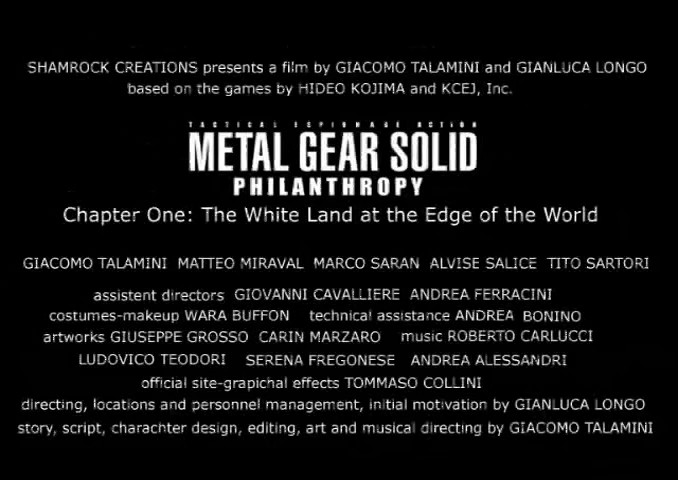 SHAMROCK CREATIONS presents a film by GIACOMO TALAMINI and GIANLUCA LONGO
based on the games by HIDEO KOJIMA and KCEJ, Inc.
TACTICAL ESPIONAGE ACTION
METAL GEAR SOLID
PHILANTHROPY
Chapter One: The White Land at the Edge of the World
GIACOMO TALAMINI MATTEO MIRAVAL MARCO SARAN ALVISE SALICE TITO SARTORI
assistent directors GIOVANNI CAVALLIERE ANDREA FERRACINI
costumes-makeup WARA BUFFON technical assistance ANDREA BONINO
artworks GIUSEPPE GROSSO CARIN MARZARO music ROBERTO CARLUCCI
LUDOVICO TEODORI SERENA FREGONESE ANDREA ALESSANDRI
official site-grapichal effects TOMMASO COLLINI
directing, locations and personnel management, initial motivation by GIANLUCA LONGO
story, script, charachter design, editing, art and musical directing by GIACOMO TALAMINI